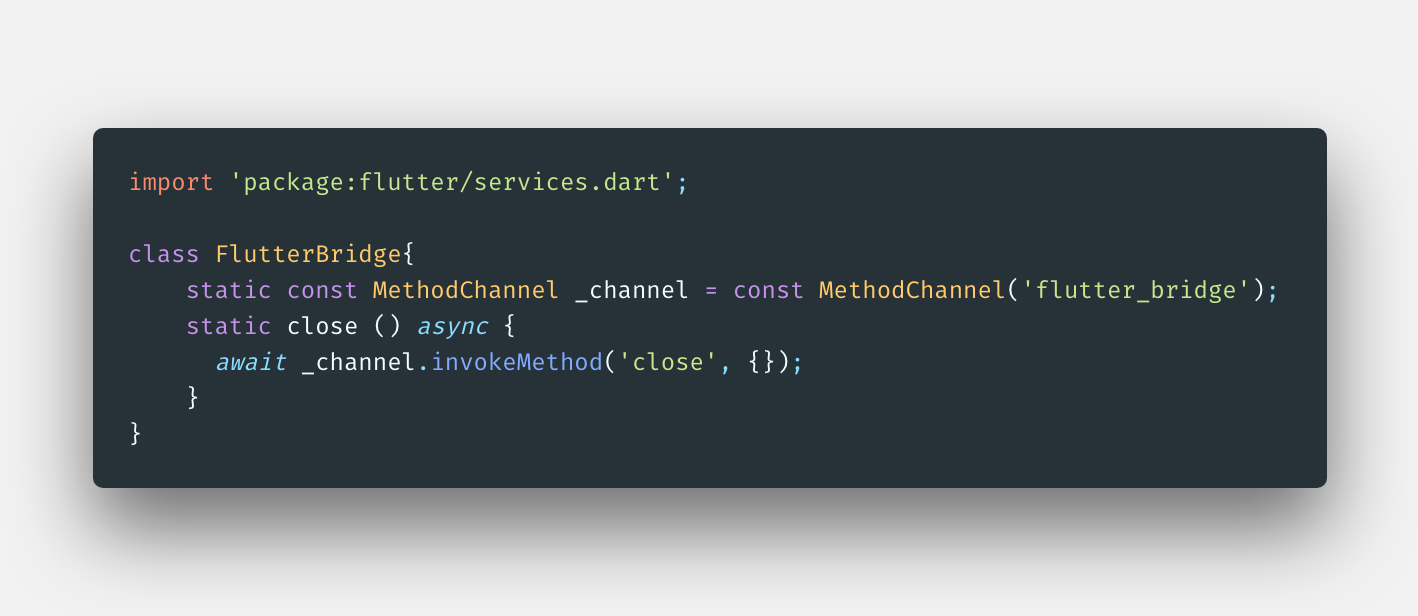 import 'package:flutter/services.dart';
class FlutterBridge{
static const MethodChannel _channel = const MethodChannel('flutter_bridge');
static close () async {
await _channel.invokeMethod('close', {});
}
}